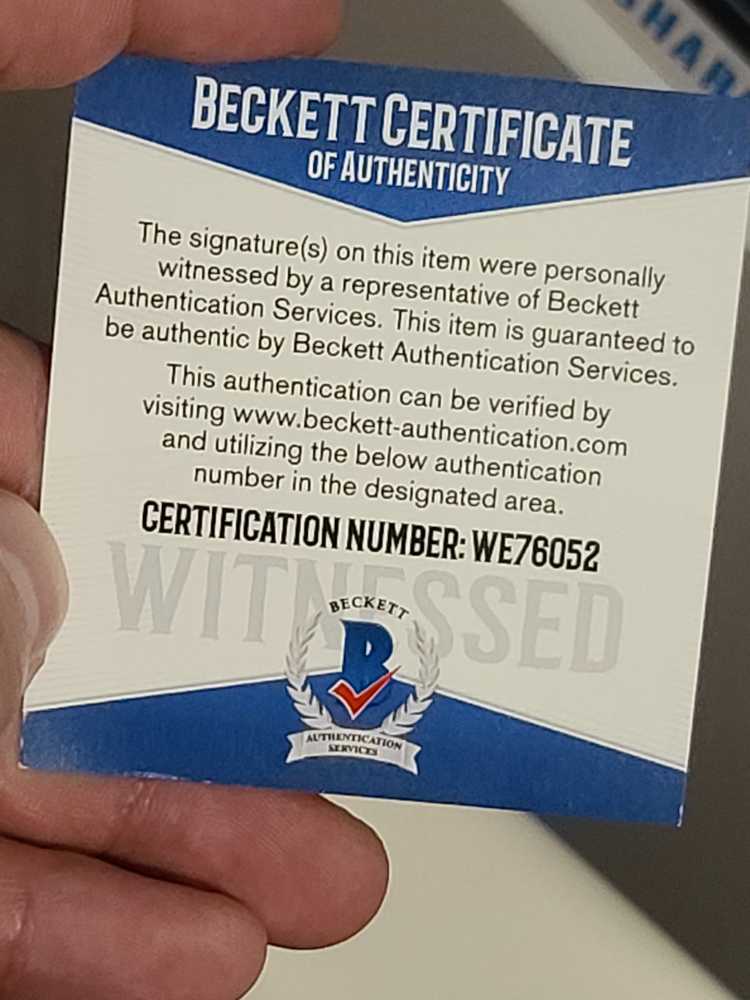 SHAR
BECKETT CERTIFICATE
OF AUTHENTICITY
The signature(s) on this item were personally
witnessed by a representative of Beckett
Authentication Services. This item is guaranteed to
be authentic by Beckett Authentication Services.
This authentication can be verified by
visiting www.beckett-authentication.com
and utilizing the below authentication
number in the designated area.
CERTIFICATION NUMBER: WE76052
WITNESSED
BECKETT
B
AUTHENTICATION
SERVICES